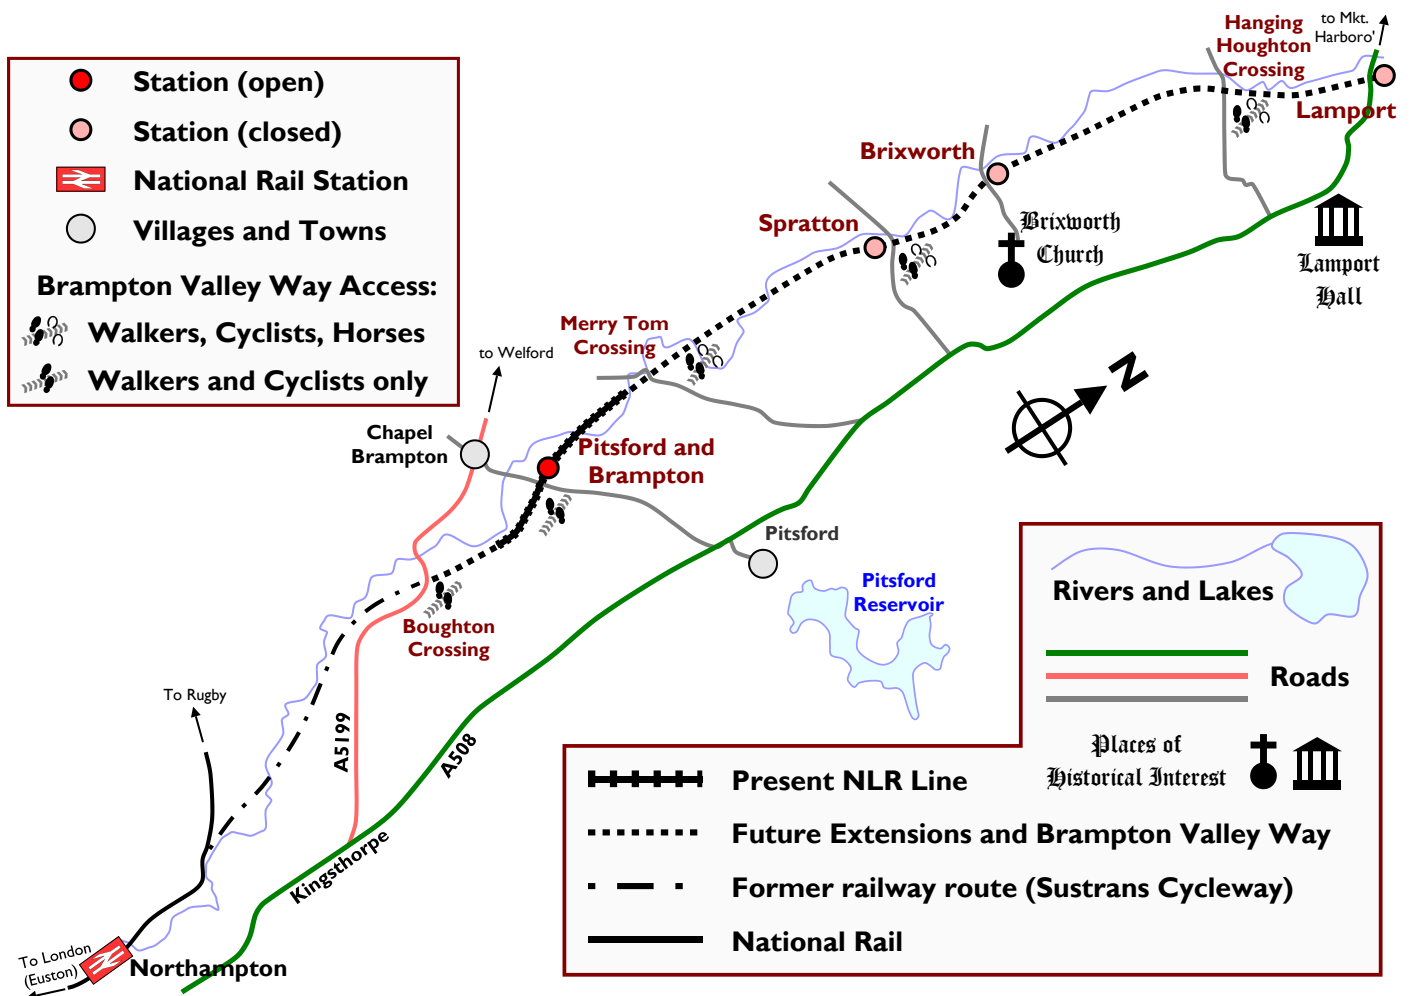 Station (open)
Station (closed)
National Rail Station
Villages and Towns
Brampton Valley Way Access:
Walkers, Cyclists, Horses
Walkers and Cyclists only
Hanging
Houghton
Crossing
to Mkt.
Harboro'
Lamport
Brixworth
Spratton
Brixworth
Church
Lamport
Hall
Merry Tom
Crossing
N
to Welford
Chapel
Brampton
Pitsford and
Brampton
Pitsford
Pitsford
Reservoir
Boughton
Crossing
To Rugby
A5199
A508
Kingsthorpe
To London
(Euston)
Northampton
Rivers and Lakes
Roads
Places of
Historical Interest
Present NLR Line
Future Extensions and Brampton Valley Way
Former railway route (Sustrans Cycleway)
National Rail